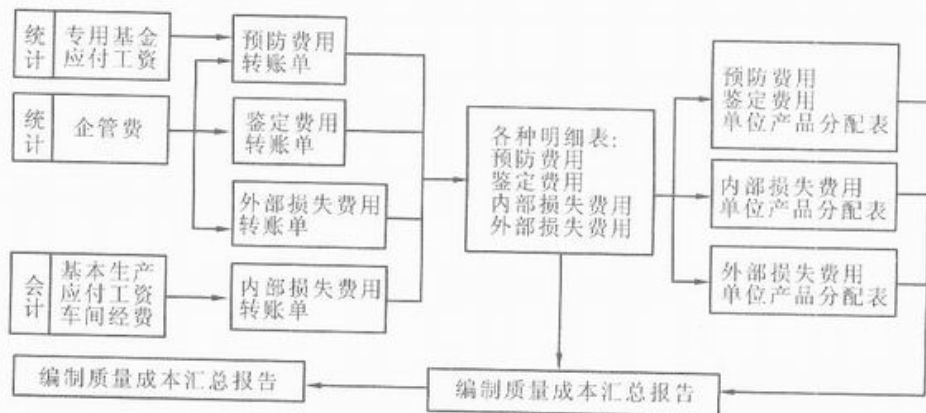 统计
专用基金
应付工资
预防费用
转账单
统计
企管费
鉴定费用
转账单
外部损失费用
转账单
会计
基本生产
应付工资
车间经费
内部损失费用
转账单
各种明细表:
预防费用
鉴定费用
内部损失费用
外部损失费用
预防费用
鉴定费用
单位产品分配表
内部损失费用
单位产品分配表
外部损失费用
单位产品分配表
编制质量成本汇总报告
编制质量成本汇总报告